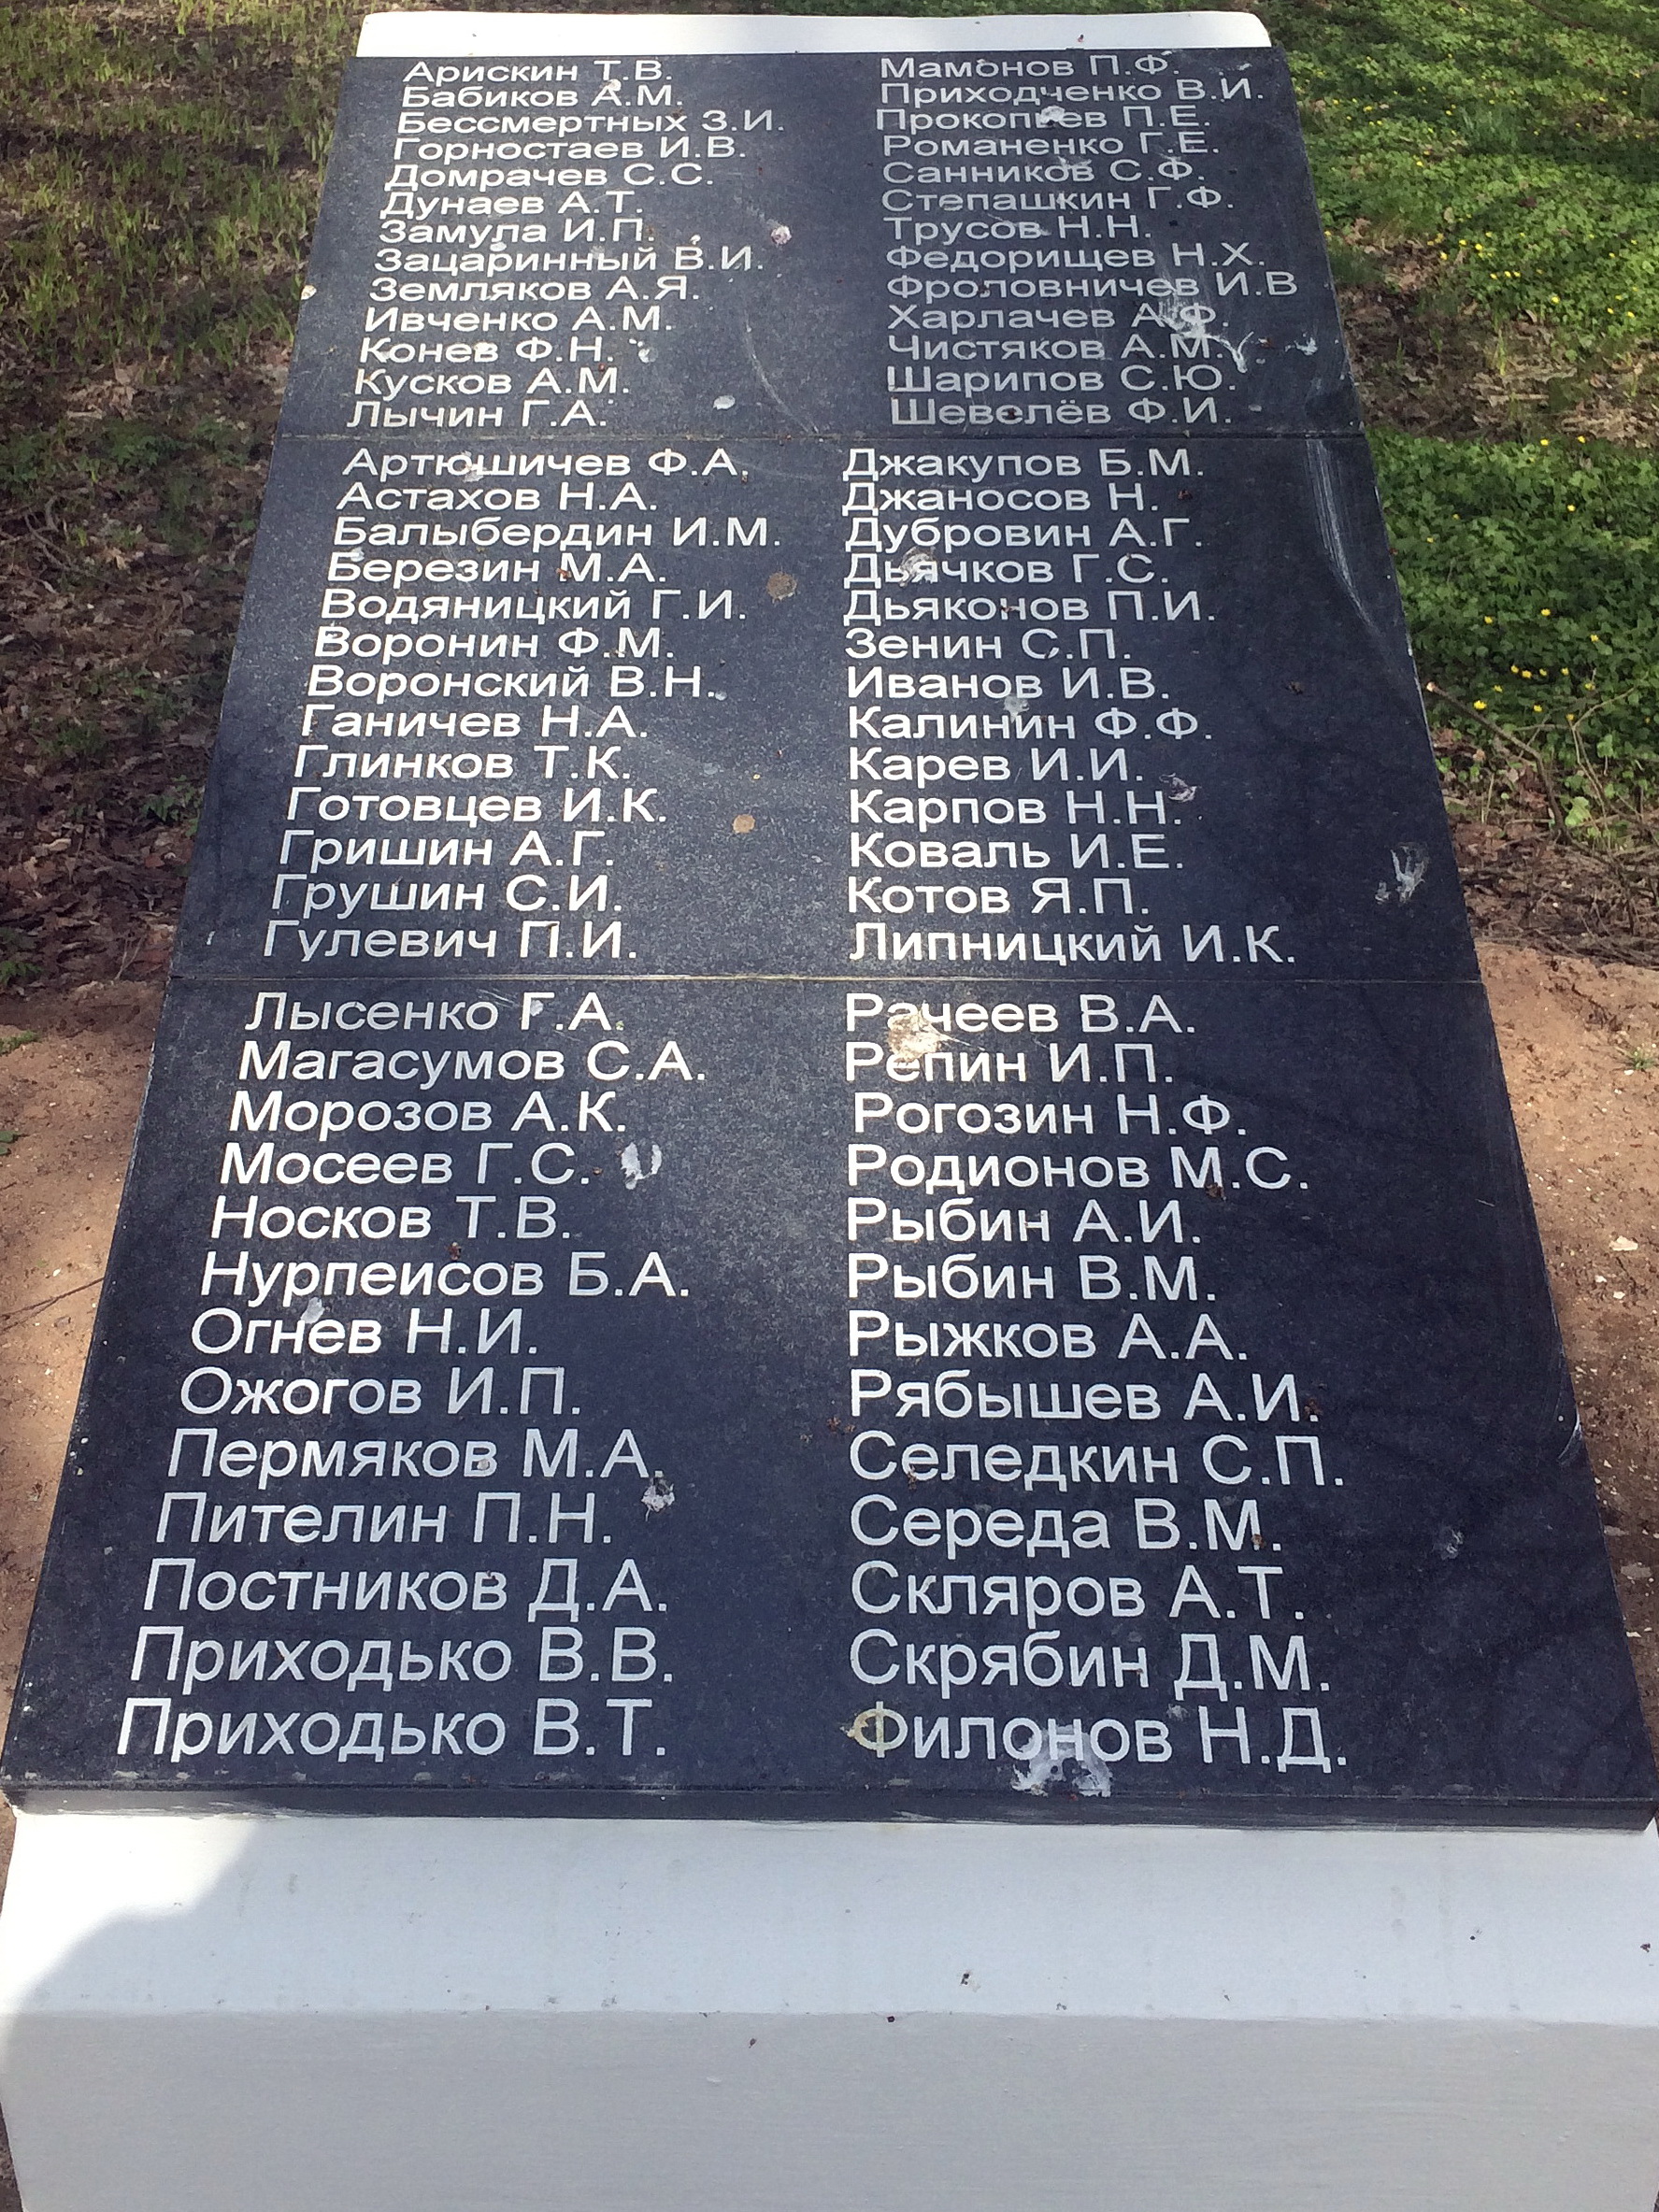 Арискин Т.В.
Бабиков А.М.
Бессмертных З.И.
Горностаев И.В.
Домрачев С.С.
Дунаев А.Т.
Замула И.П.
Зацаринный В.И.
Земляков А.Я.
Ивченко А.М.
Конев Ф.Н.
Кусков А.М.
Лычин Г.А.
Мамонов П.Ф.
Приходченко В.И.
Прокопьев П.Е.
Романенко Г.Е.
Санников С.Ф.
Степашкин Г.Ф.
Трусов Н.Н.
Федорищев Н.Х.
Фроловничев И.В
Харлачев А.Ф.
Чистяков А.М.
Шарипов С.Ю.
Шевелёв Ф.И.
Артюшичев Ф.А.
Астахов Н.А.
Балыбердин И.М.
Березин М.А.
Водяницкий Г.И.
Воронин Ф.М.
Воронский В.Н.
Ганичев Н.А.
Глинков Т.К.
Готовцев И.К.
Гришин А.Г.
Грушин С.И.
Гулевич П.И.
Джакупов Б.М.
Джаносов Н.
Дубровин А.Г.
Дьячков Г.С.
Дьяконов П.И.
Зенин С.П.
Иванов И.В.
Калинин Ф.Ф.
Карев И.И.
Карпов Н.Н.
Коваль И.Е.
Котов Я.П.
Липницкий И.К.
Лысенко Г.А.
Магасумов С.А.
Морозов А.К.
Мосеев Г.С.
Носков Т.В.
Нурпеисов Б.А.
Огнев Н.И.
Ожогов И.П.
Пермяков М.А.
Пителин П.Н.
Постников Д.А.
Приходько В.В.
Приходько В.Т.
Рачеев В.А.
Репин И.П.
Рогозин Н.Ф.
Родионов М.С.
Рыбин А.И.
Рыбин В.М.
Рыжков А.А.
Рябышев А.И.
Селедкин С.П.
Середа В.М.
Скляров А.Т.
Скрябин Д.М.
Филонов Н.Д.